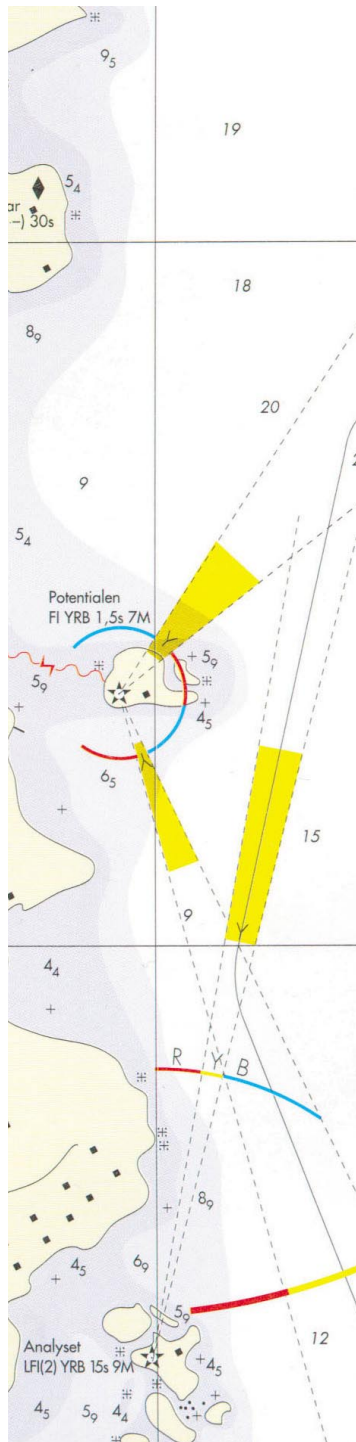 9₅
19
5₄
ar
–) 30s
18
8₉
20
9
5₄
Potentialen
Fl YRB 1,5s 7M
Y
5₉
5₉
4₅
6₅
Y
15
9
Y
4₄
R Y B
8₉
4₅
6₉
5₉
12
Analyset
LFl(2) YRB 15s 9M
4₅
4₅
5₉
4₄